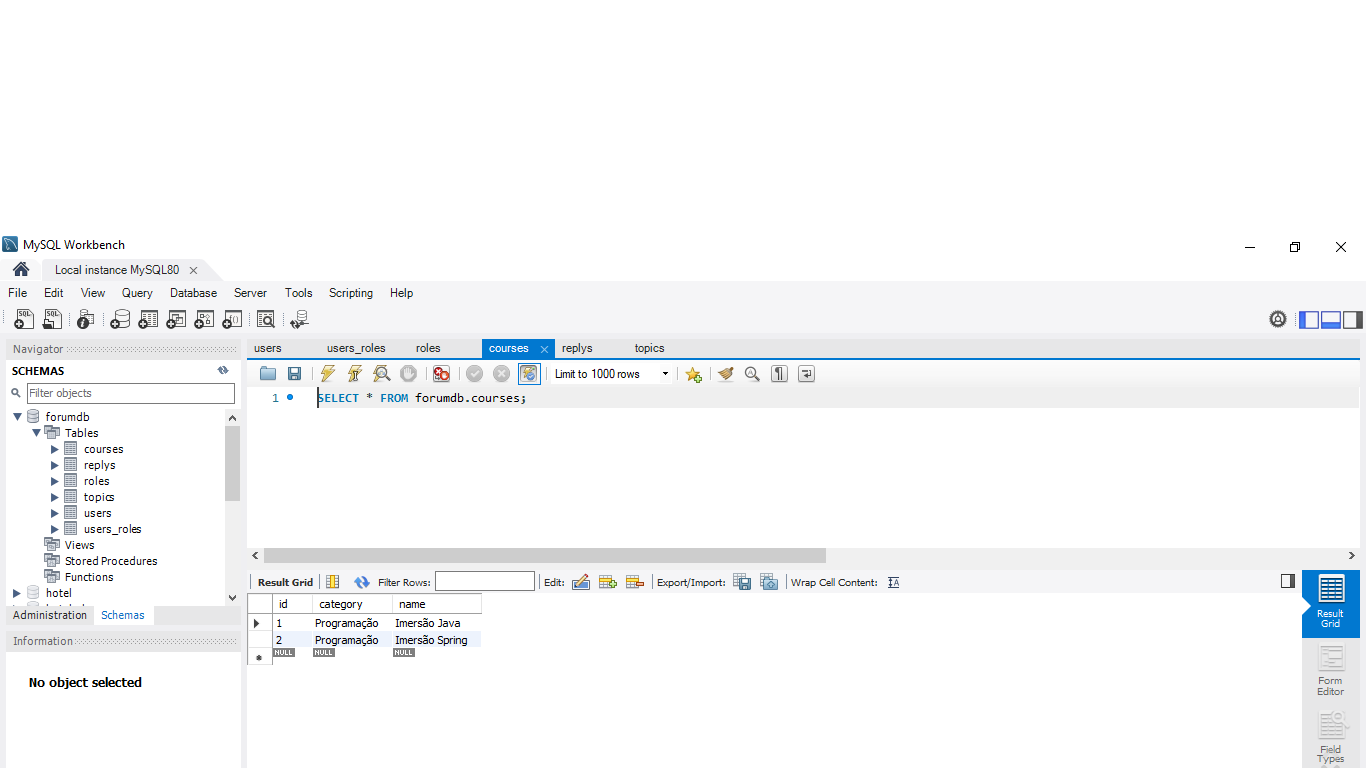 MySQL Workbench
Local instance MySQL80
File Edit View Query Database Server Tools Scripting Help
Navigator
SCHEMAS
Filter objects
forumdb
Tables
courses
replys
roles
topics
users
users_roles
Views
Stored Procedures
Functions
hotel
Administration Schemas
Information
No object selected
users users_roles roles courses replys topics
Limit to 1000 rows
1 SELECT * FROM forumdb.courses;
Result Grid Filter Rows: Edit: Export/Import: Wrap Cell Content:
id category name
1 Programação Imersão Java
2 Programação Imersão Spring
NULL NULL NULL
Result
Grid
Form
Editor
Field
Types